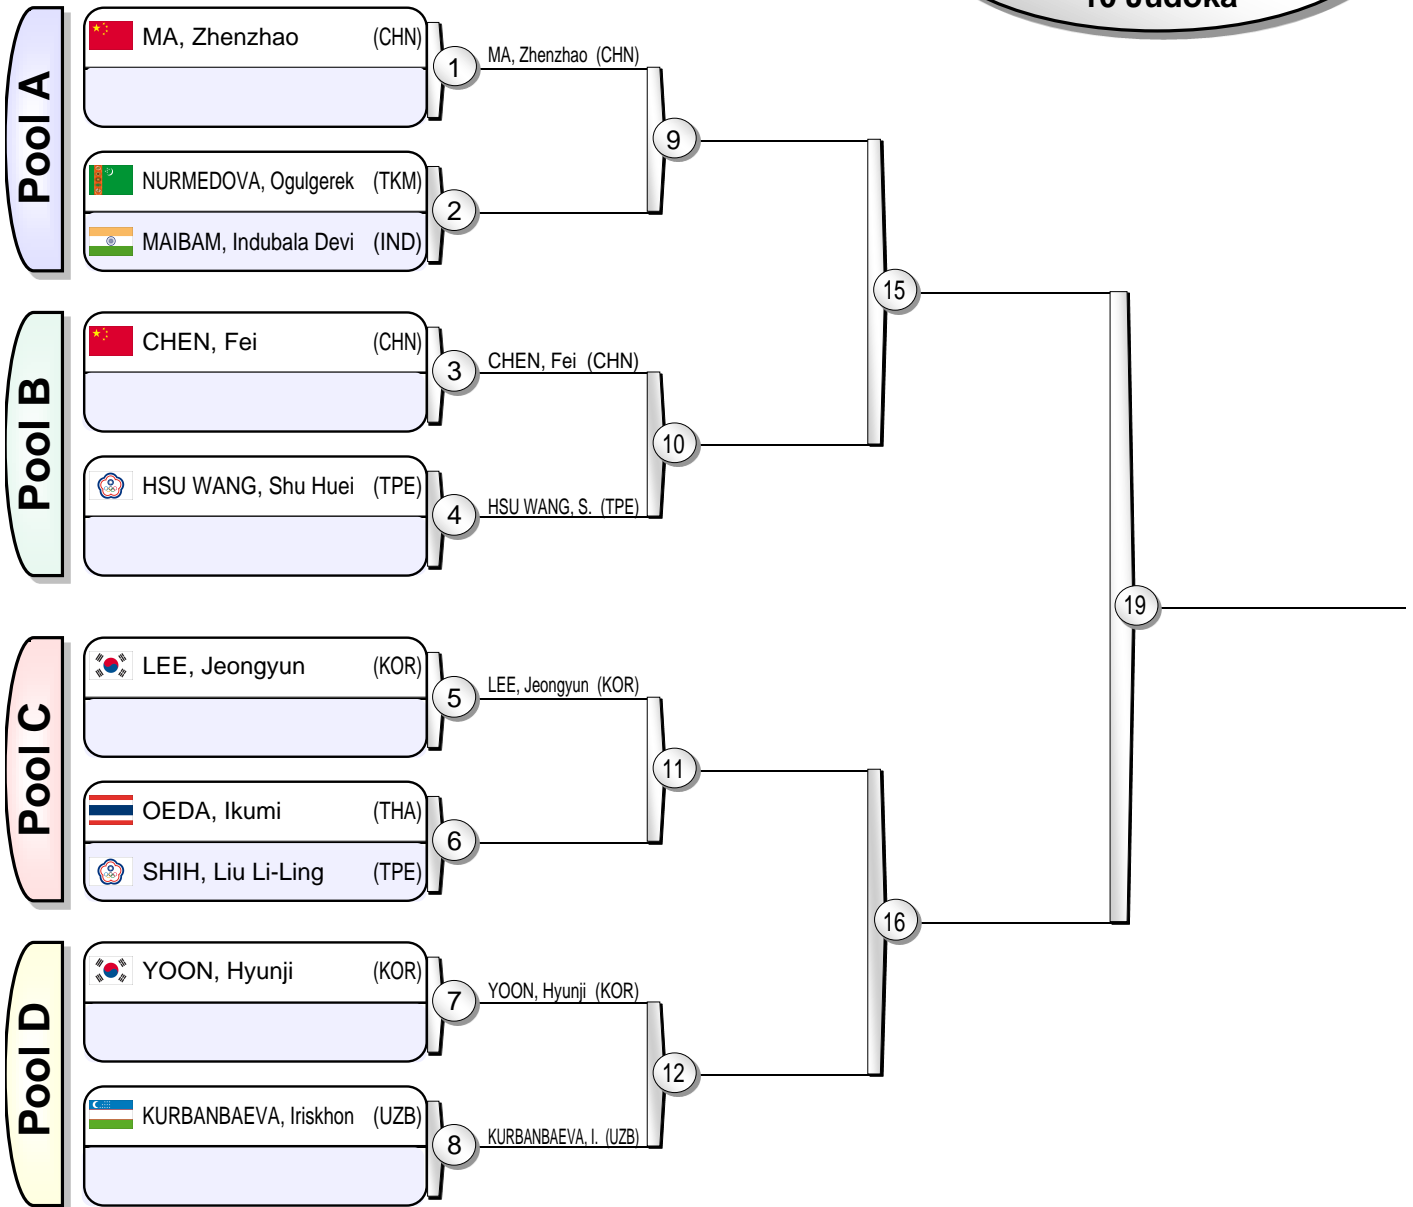 10 Judoka
Pool A
MA, Zhenzhao (CHN)
1
MA, Zhenzhao (CHN)
NURMEDOVA, Ogulgerek (TKM)
2
MAIBAM, Indubala Devi (IND)
9
Pool B
CHEN, Fei (CHN)
3
CHEN, Fei (CHN)
HSU WANG, Shu Huei (TPE)
4
HSU WANG, S. (TPE)
10
15
Pool C
LEE, Jeongyun (KOR)
5
LEE, Jeongyun (KOR)
OEDA, Ikumi (THA)
6
SHIH, Liu Li-Ling (TPE)
11
Pool D
YOON, Hyunji (KOR)
7
YOON, Hyunji (KOR)
KURBANBAEVA, Iriskhon (UZB)
8
KURBANBAEVA, I. (UZB)
12
16
19